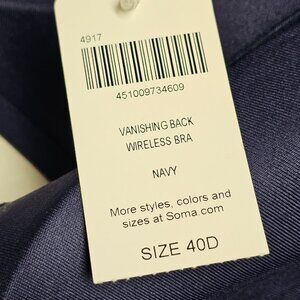 4917
451009734609
VANISHING BACK
WIRELESS BRA
NAVY
More styles, colors and
sizes at Soma.com
SIZE 40D